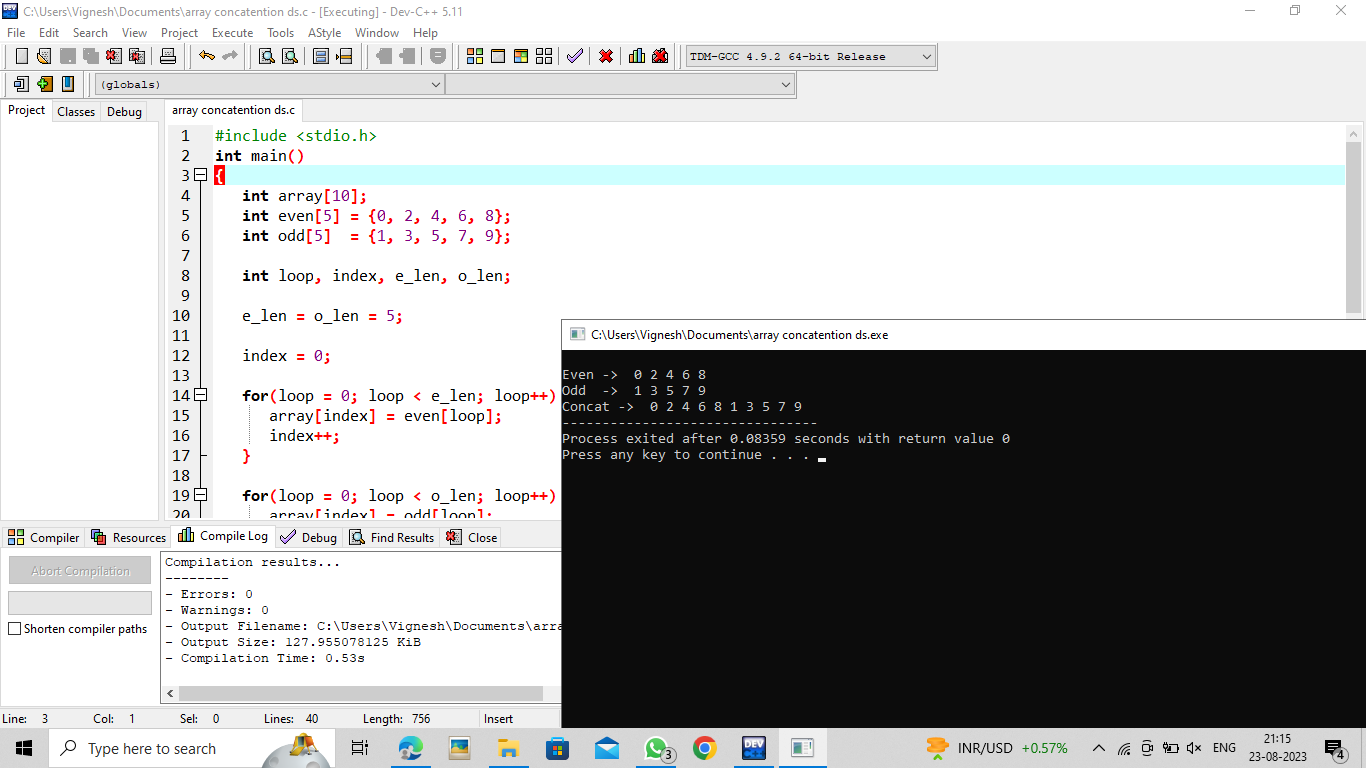 C:\Users\Vignesh\Documents\array concatention ds.c - [Executing] - Dev-C++ 5.11
File Edit Search View Project Execute Tools AStyle Window Help
TDM-GCC 4.9.2 64-bit Release
(globals)
Project Classes Debug
array concatention ds.c
1 #include <stdio.h>
2 int main()
3 {
4 int array[10];
5 int even[5] = {0, 2, 4, 6, 8};
6 int odd[5]  = {1, 3, 5, 7, 9};
7
8 int loop, index, e_len, o_len;
9
10 e_len = o_len = 5;
11
12 index = 0;
13
14 for(loop = 0; loop < e_len; loop++)
15 array[index] = even[loop];
16 index++;
17 }
18
19 for(loop = 0; loop < o_len; loop++)
20 array[index] = odd[loop];
C:\Users\Vignesh\Documents\array concatention ds.exe
Even ->  0 2 4 6 8
Odd  ->  1 3 5 7 9
Concat ->  0 2 4 6 8 1 3 5 7 9
--------------------------------
Process exited after 0.08359 seconds with return value 0
Press any key to continue . . .
Compiler Resources Compile Log Debug Find Results Close
Abort Compilation
Shorten compiler paths
Compilation results...
--------
- Errors: 0
- Warnings: 0
- Output Filename: C:\Users\Vignesh\Documents\arra
- Output Size: 127.955078125 KiB
- Compilation Time: 0.53s
Line: 3 Col: 1 Sel: 0 Lines: 40 Length: 756 Insert
Type here to search
3
DEV
INR/USD +0.57%
ENG
21:15
23-08-2023
4